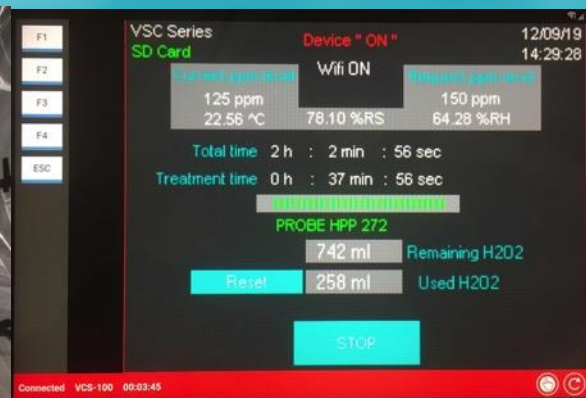 F1
F2
F3
F4
ESC
VSC Series
SD Card
Device " ON "
Wifi ON
12/09/19
14:29:28
Current ppm level
Request ppm level
125 ppm
150 ppm
22.56 ^C
78.10 %RS
64.28 %RH
Total time 2 h : 2 min : 56 sec
Treatment time 0 h : 37 min : 56 sec
PROBE HPP 272
742 ml Remaining H2O2
Reset 258 ml Used H2O2
STOP
Connected VCS-100 00:03:45